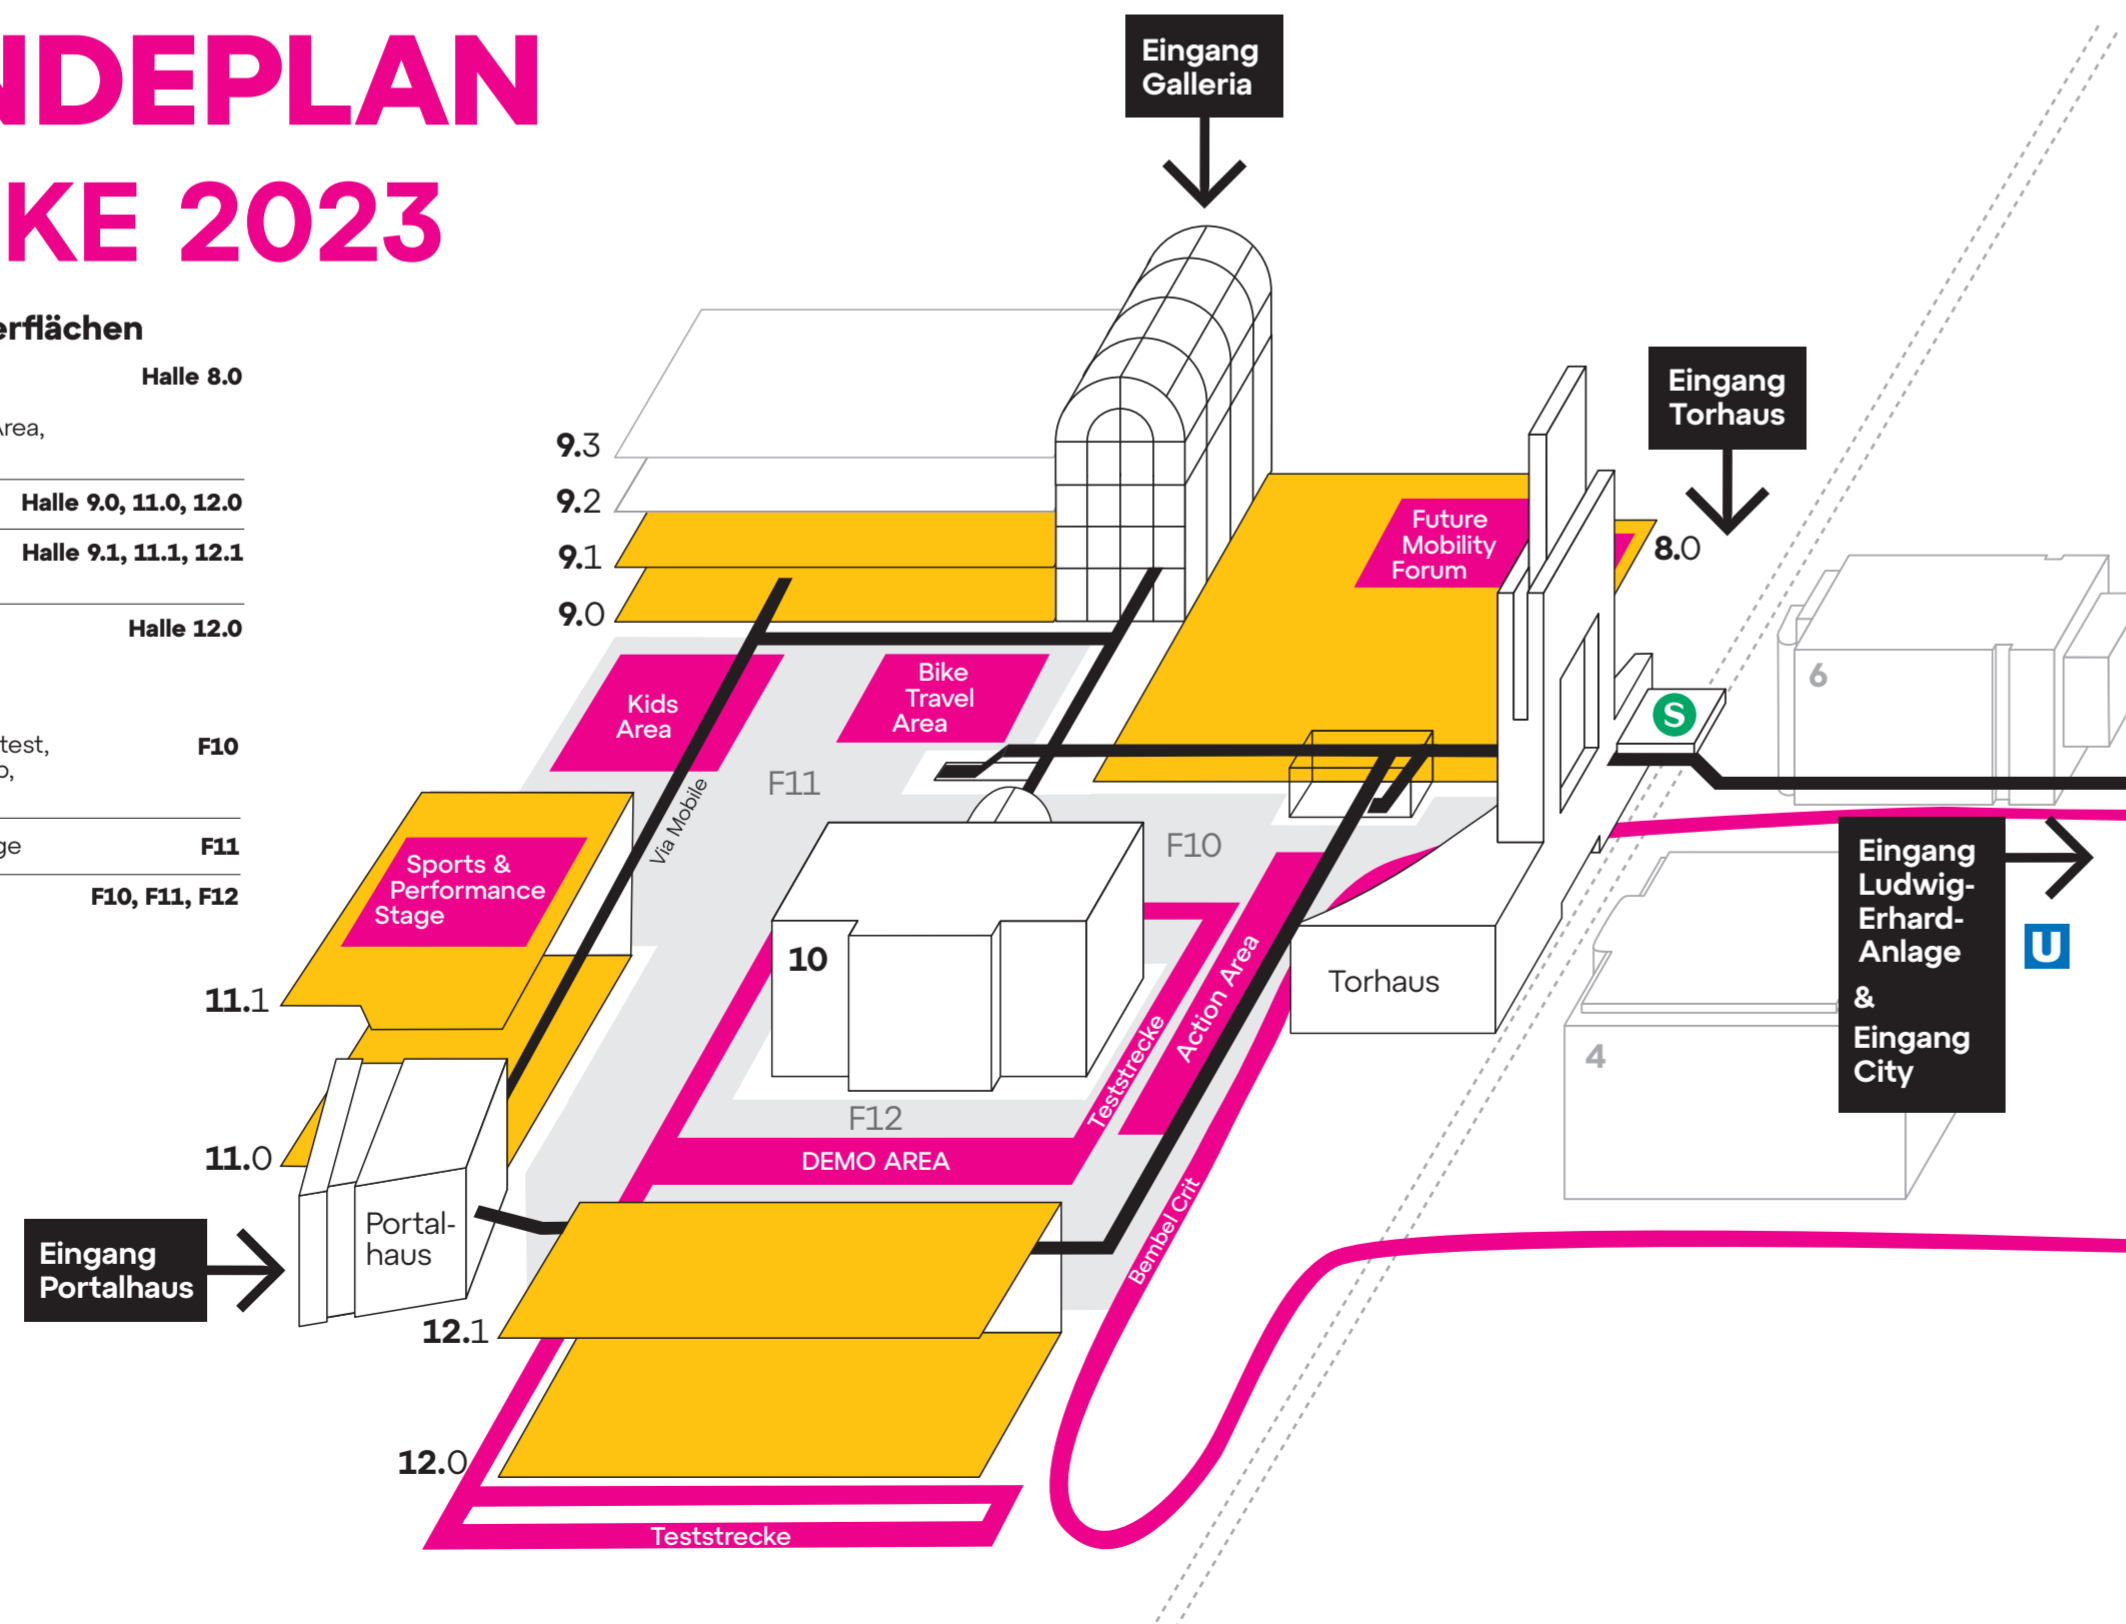 NDEPLAN
KE 2023
erflächen
Halle 8.0
Area,
Halle 9.0, 11.0, 12.0
Halle 9.1, 11.1, 12.1
Halle 12.0
test,
F10
o,
ge
F11
F10, F11, F12
Eingang
Galleria
Eingang
Torhaus
9.3
9.2
9.1
9.0
Future
Mobility
Forum
8.0
Kids
Area
Bike
Travel
Area
F11
Via Mobile
F10
S
6
Sports &
Performance
Stage
11.1
10
Torhaus
Action Area
Teststrecke
F12
DEMO AREA
4
Eingang
Ludwig-
Erhard-
Anlage
&
Eingang
City
U
11.0
Portal-
haus
Eingang
Portalhaus
Bembel Crit
12.1
12.0
Teststrecke